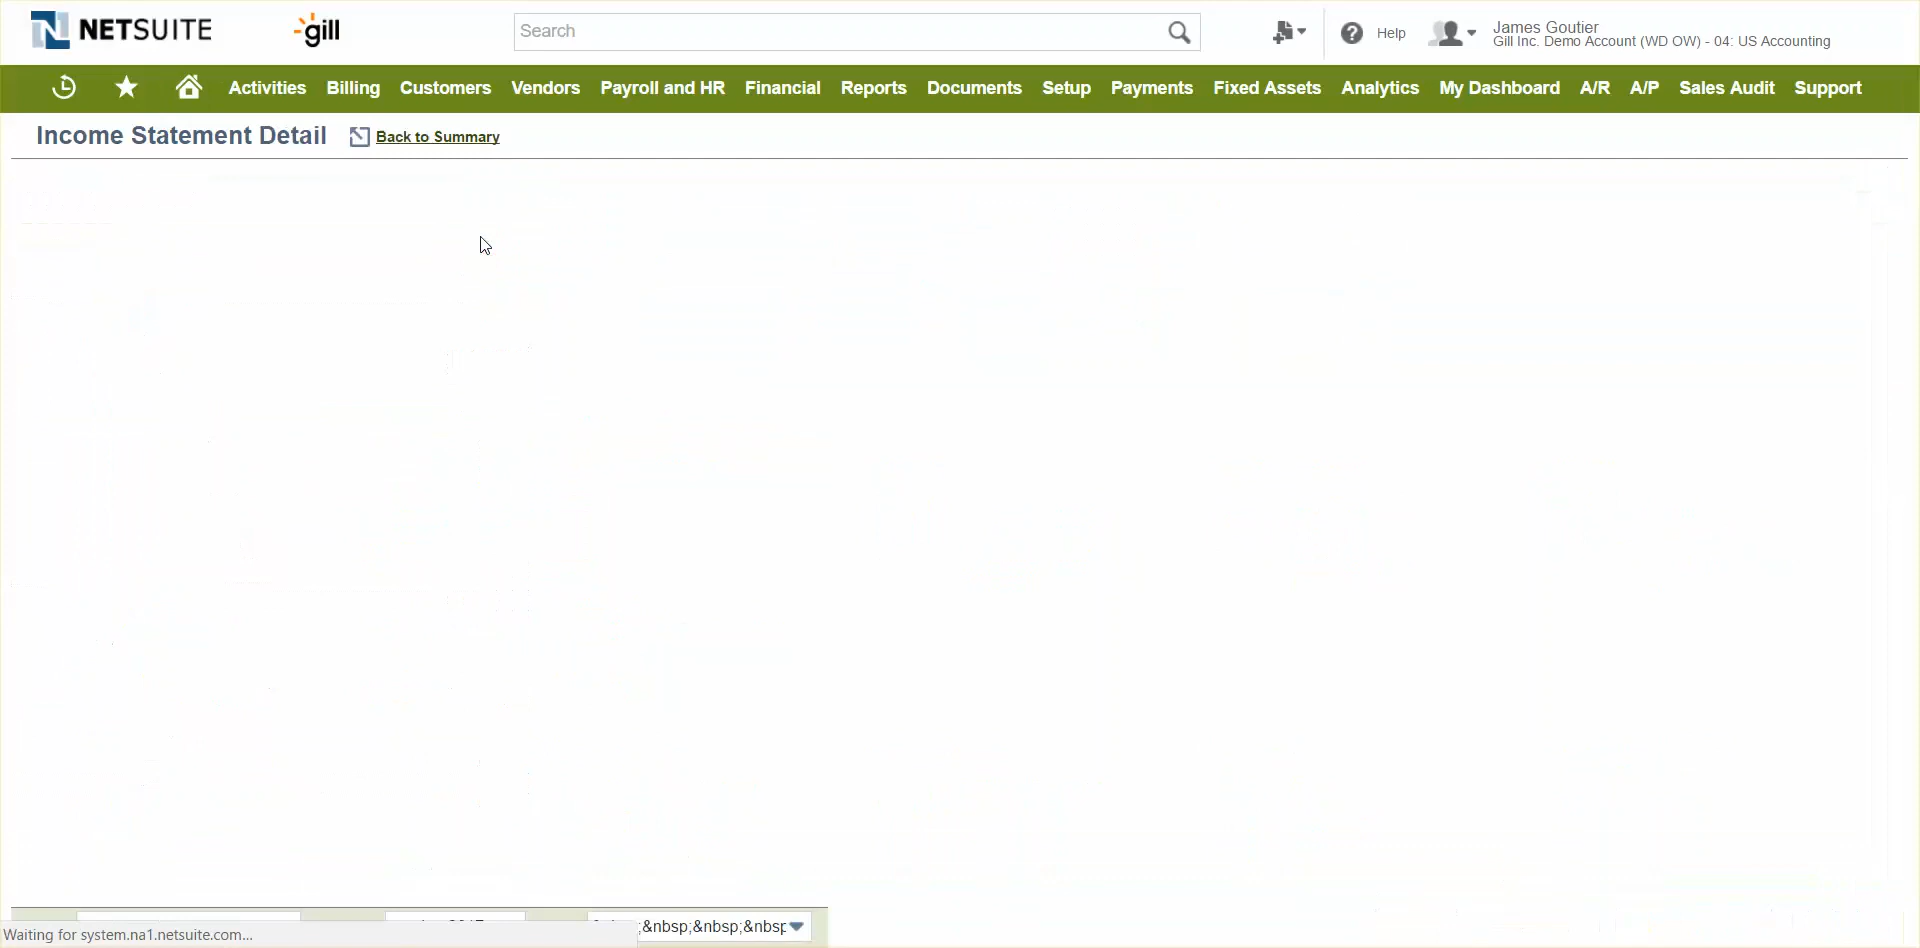 NETSUITE
gill
Search
Help
James Goutier
Gill Inc. Demo Account (WD OW) - 04: US Accounting
Activities Billing Customers Vendors Payroll and HR Financial Reports Documents Setup Payments Fixed Assets Analytics My Dashboard A/R A/P Sales Audit Support
Income Statement Detail Back to Summary
;&nbsp;&nbsp;&nbsp
Waiting for system.na1.netsuite.com...